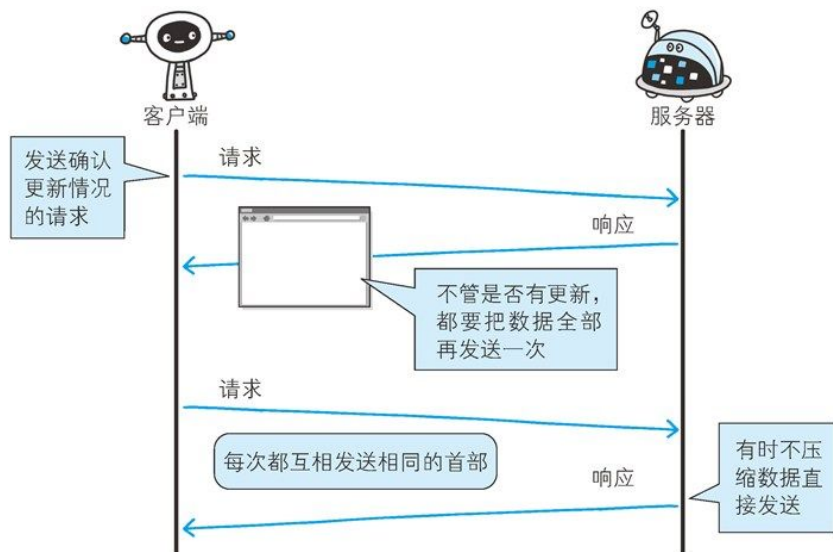 客户端
服务器
发送确认
更新情况
的请求
请求
响应
不管是否有更新，
都要把数据全部
再发送一次
请求
每次都互相发送相同的首部
响应
有时不压
缩数据直
接发送